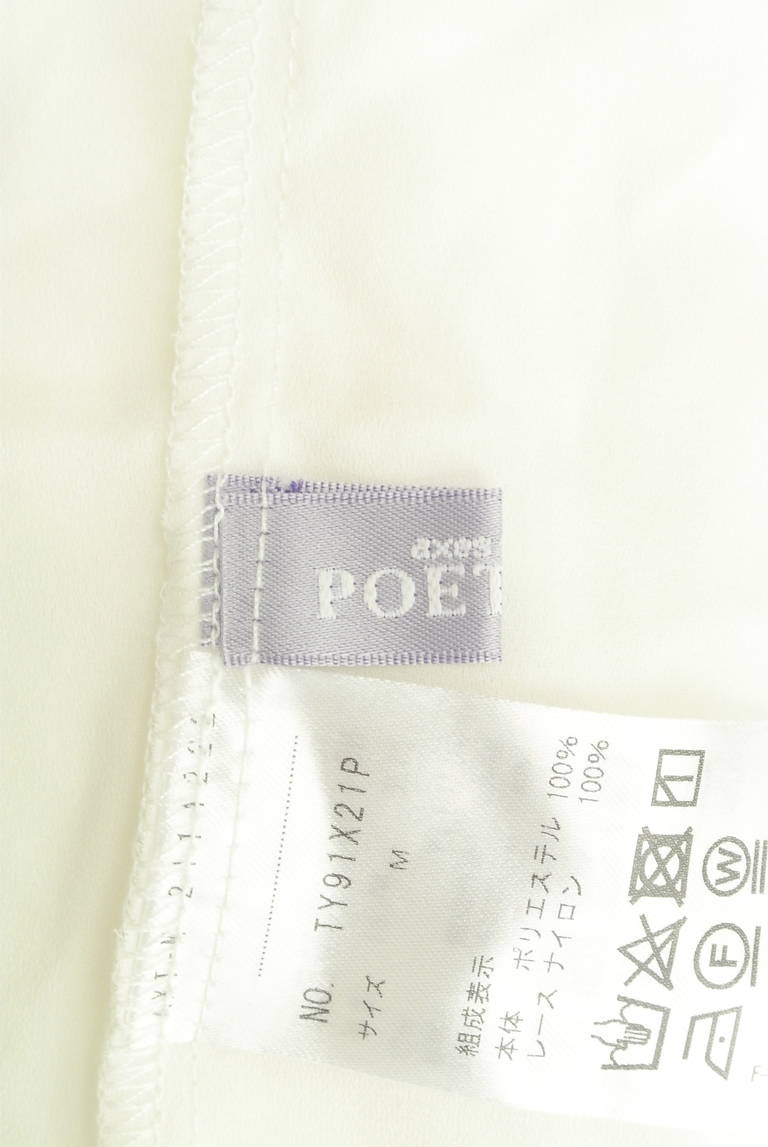 axes
POET
NO. TY91X21P
サイズ M
組成表示
本体 ポリエステル 100%
レース ナイロン 100%
W
F